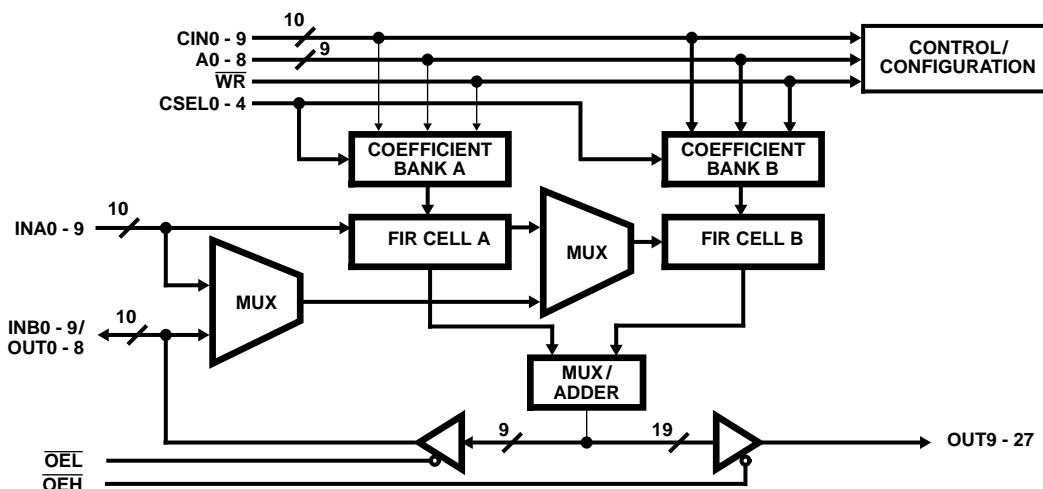 CIN0 - 9
10
A0 - 8
9
WR
CSEL0 - 4
CONTROL/
CONFIGURATION
COEFFICIENT
BANK A
COEFFICIENT
BANK B
INA0 - 9
10
FIR CELL A
MUX
FIR CELL B
MUX
INB0 - 9/
OUT0 - 8
10
MUX /
ADDER
9
19
OUT9 - 27
OEL
OEH